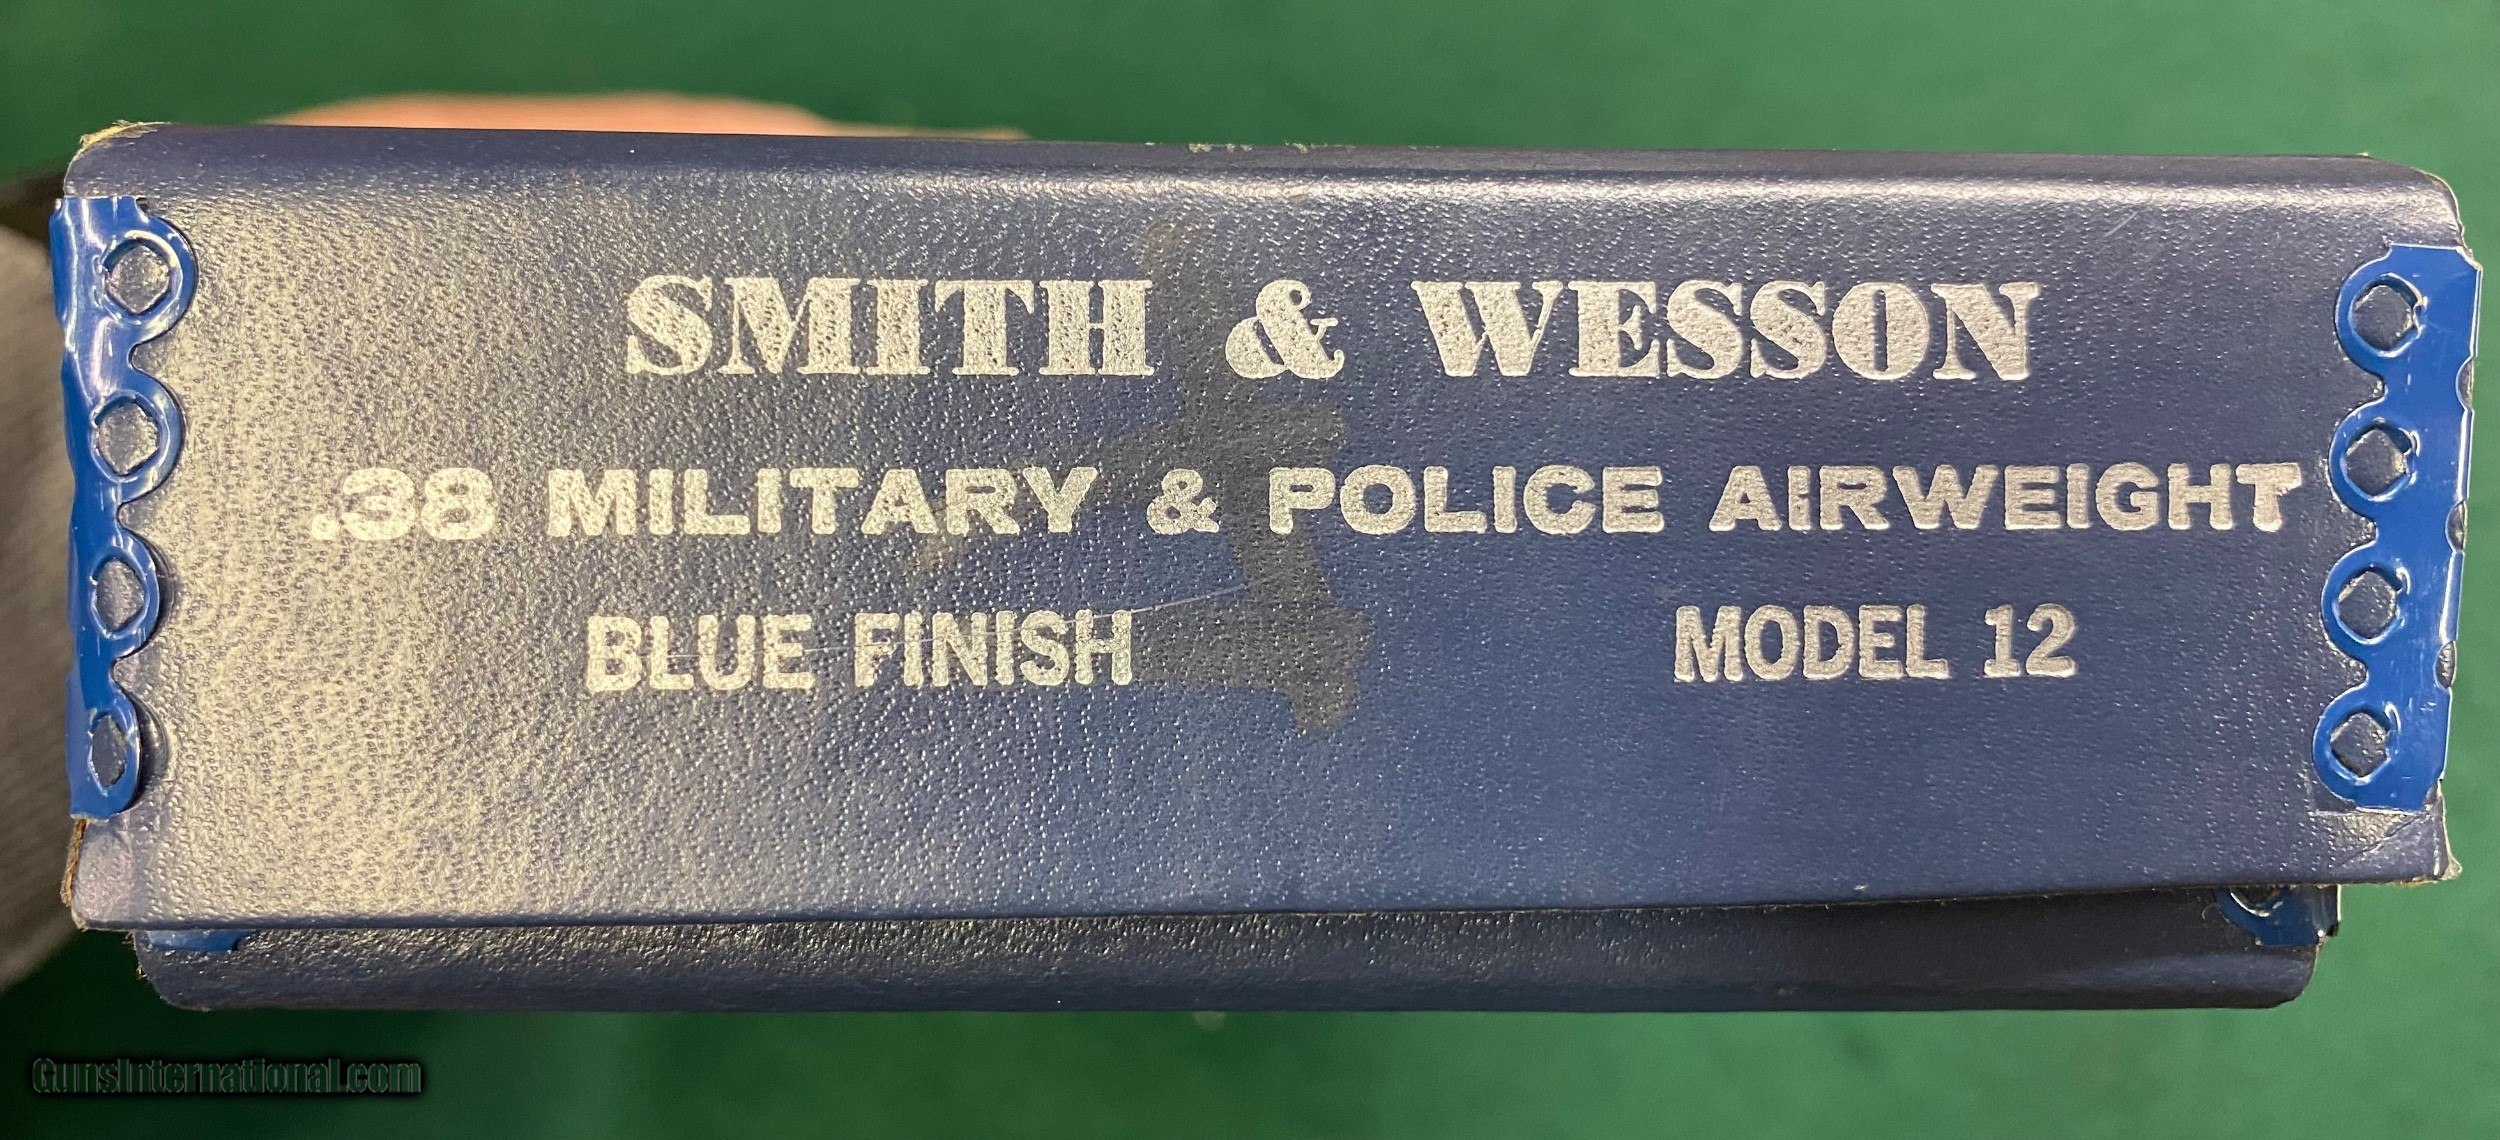 SMITH & WESSON
.38 MILITARY & POLICE AIRWEIGHT
BLUE FINISH MODEL 12
GunsInternational.com